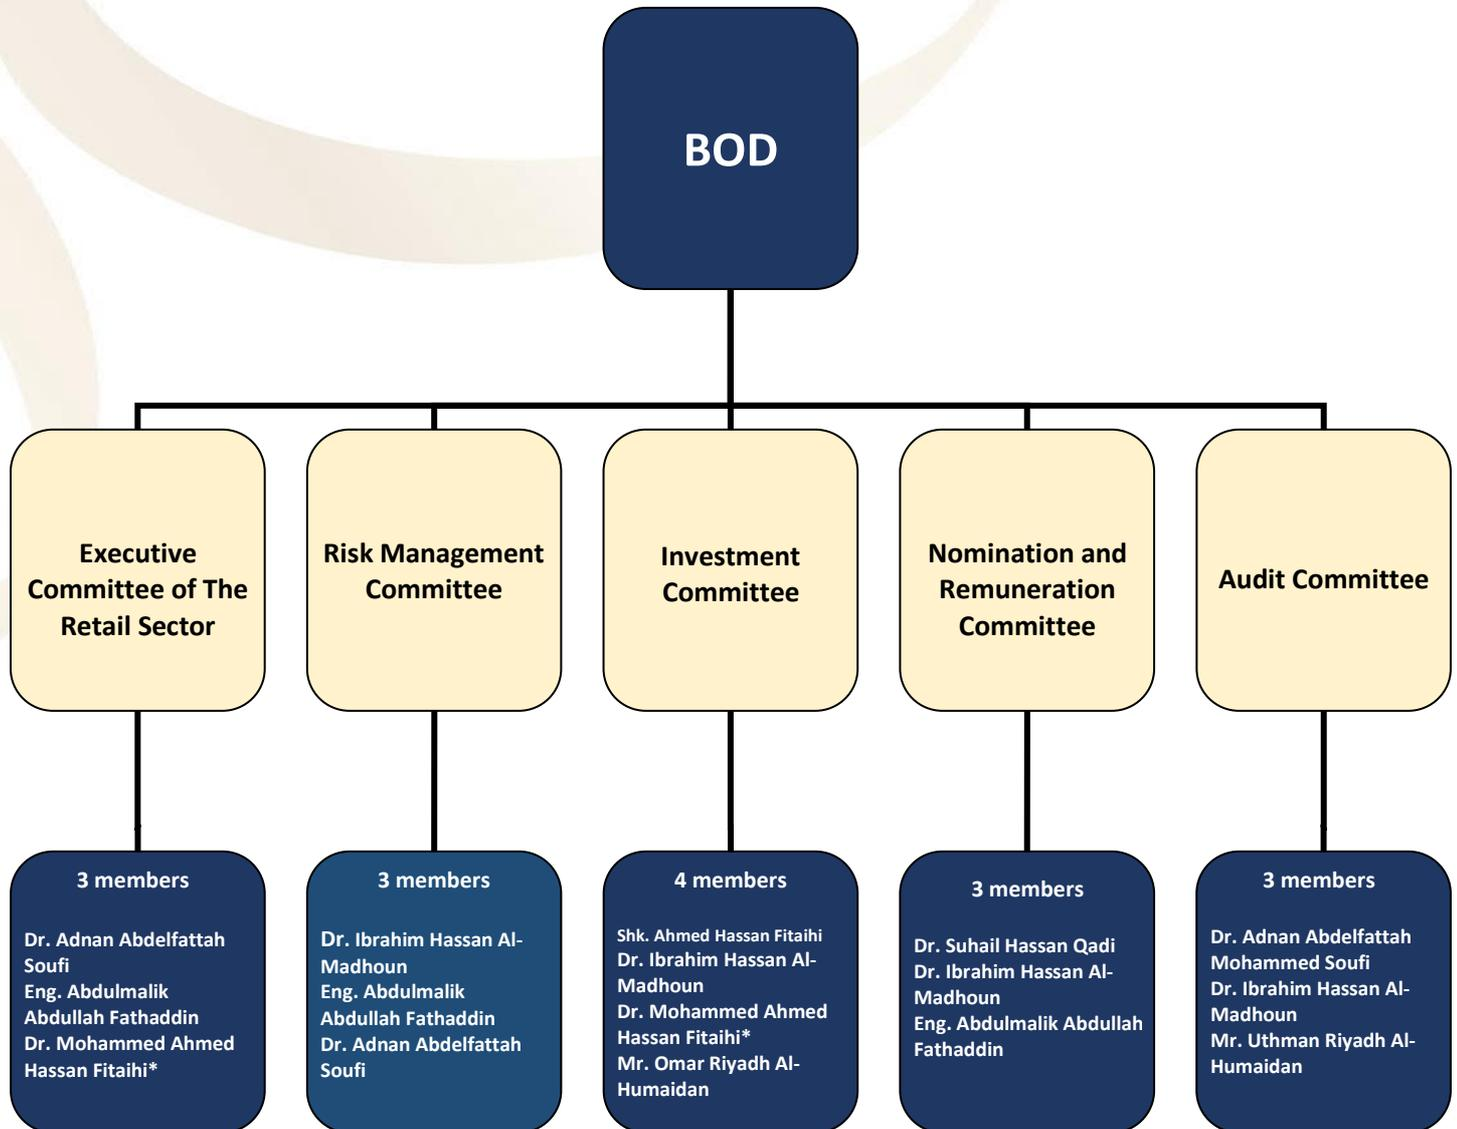 BOD
Executive
Committee of The
Retail Sector
Risk Management
Committee
Investment
Committee
Nomination and
Remuneration
Committee
Audit Committee
3 members
Dr. Adnan Abdelfattah
Soufi
Eng. Abdulmalik
Abdullah Fathaddin
Dr. Mohammed Ahmed
Hassan Fitaihi*
3 members
Dr. Ibrahim Hassan Al-
Madhoun
Eng. Abdulmalik
Abdullah Fathaddin
Dr. Adnan Abdelfattah
Soufi
4 members
Shk. Ahmed Hassan Fitaihi
Dr. Ibrahim Hassan Al-
Madhoun
Dr. Mohammed Ahmed
Hassan Fitaihi*
Mr. Omar Riyadh Al-
Humaidan
3 members
Dr. Suhail Hassan Qadi
Dr. Ibrahim Hassan Al-
Madhoun
Eng. Abdulmalik Abdullah
Fathaddin
3 members
Dr. Adnan Abdelfattah
Mohammed Soufi
Dr. Ibrahim Hassan Al-
Madhoun
Mr. Uthman Riyadh Al-
Humaidan